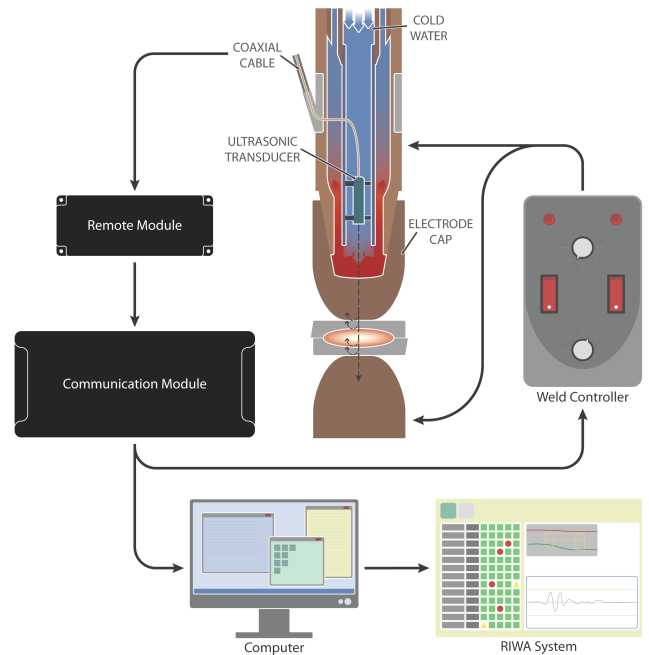 COLD
WATER
COAXIAL
CABLE
ULTRASONIC
TRANSDUCER
Remote Module
ELECTRODE
CAP
Communication Module
Weld Controller
Computer
RIWA System